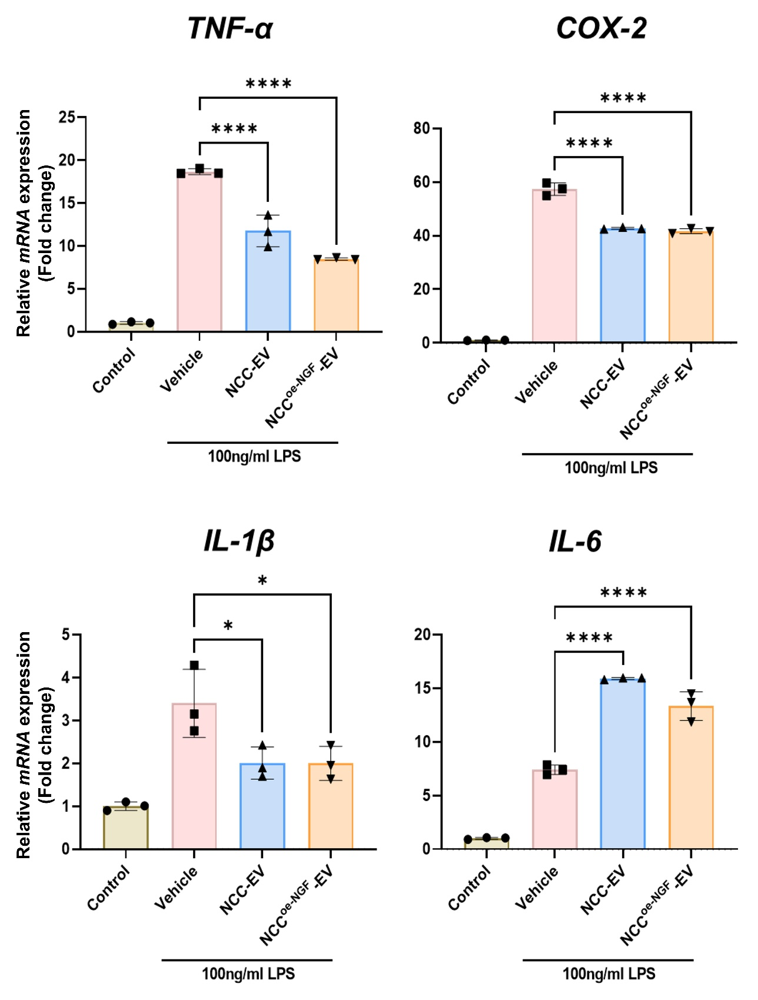 TNF-α
****
****
Relative mRNA expression
(Fold change)
25
20
15
10
5
0
Control
Vehicle
NCC-EV
NCCoe-NGF-EV
100ng/ml LPS
COX-2
****
****
80
60
40
20
0
Control
Vehicle
NCC-EV
NCCoe-NGF-EV
100ng/ml LPS
IL-1β
*
*
Relative mRNA expression
(Fold change)
5
4
3
2
1
0
Control
Vehicle
NCC-EV
NCCoe-NGF-EV
100ng/ml LPS
IL-6
****
****
20
15
10
5
0
Control
Vehicle
NCC-EV
NCCoe-NGF-EV
100ng/ml LPS